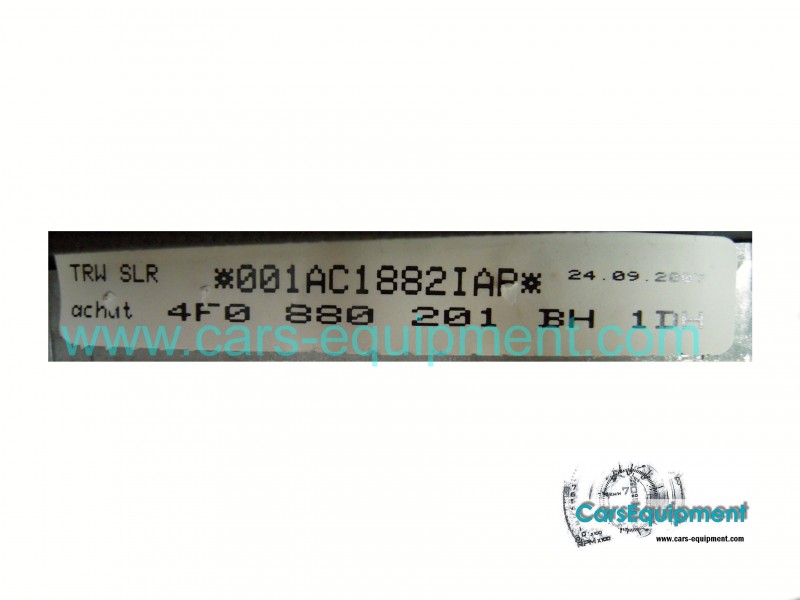 TRW SLR *001AC1882IAP* 24.09.2007
achat 4F0 880 201 BH 1DH
www.cars-equipment.com
CarsEquipment
www.cars-equipment.com